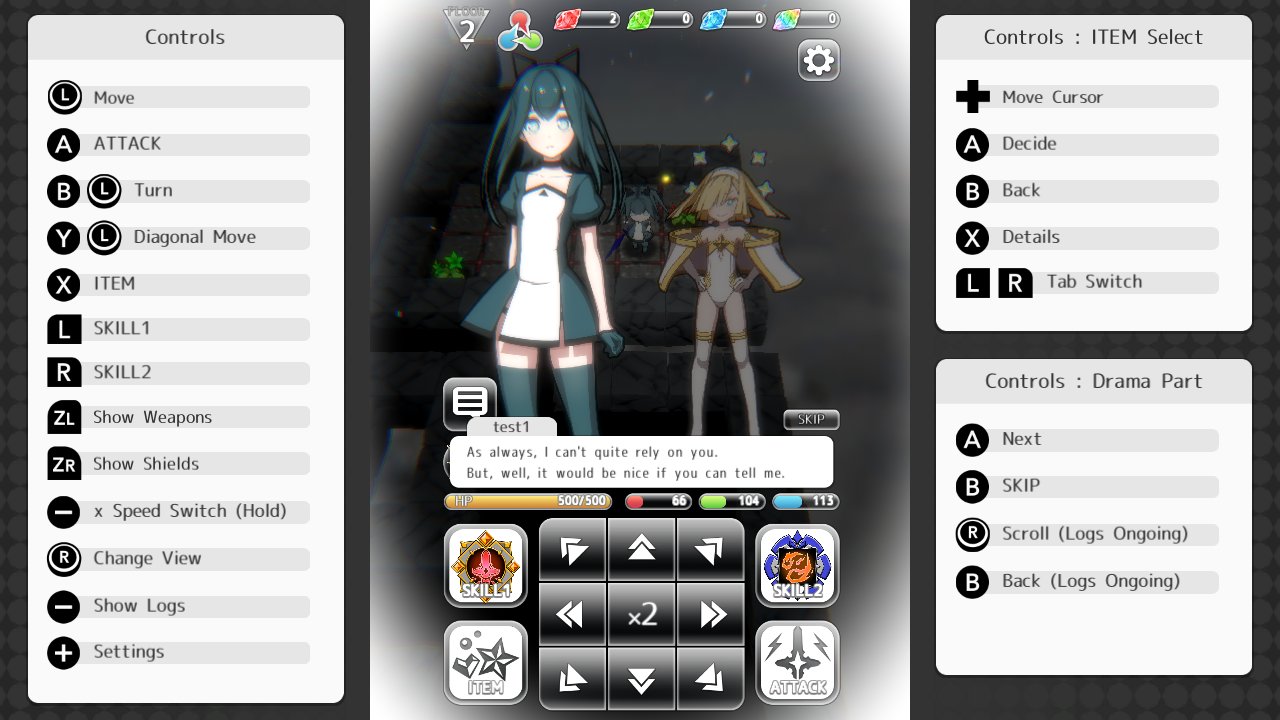 Controls
L Move
A ATTACK
B L Turn
Y L Diagonal Move
X ITEM
L SKILL1
R SKILL2
ZL Show Weapons
ZR Show Shields
x Speed Switch (Hold)
R Change View
Show Logs
Settings
FLOOR
2
2 0 0 0
SKIP
test1
As always, I can't quite rely on you.
But, well, it would be nice if you can tell me.
HP 500/500 66 104 113
SKILL1
×2
SKILL2
ITEM
ATTACK
Controls : ITEM Select
Move Cursor
A Decide
B Back
X Details
L R Tab Switch
Controls : Drama Part
A Next
B SKIP
R Scroll (Logs Ongoing)
B Back (Logs Ongoing)